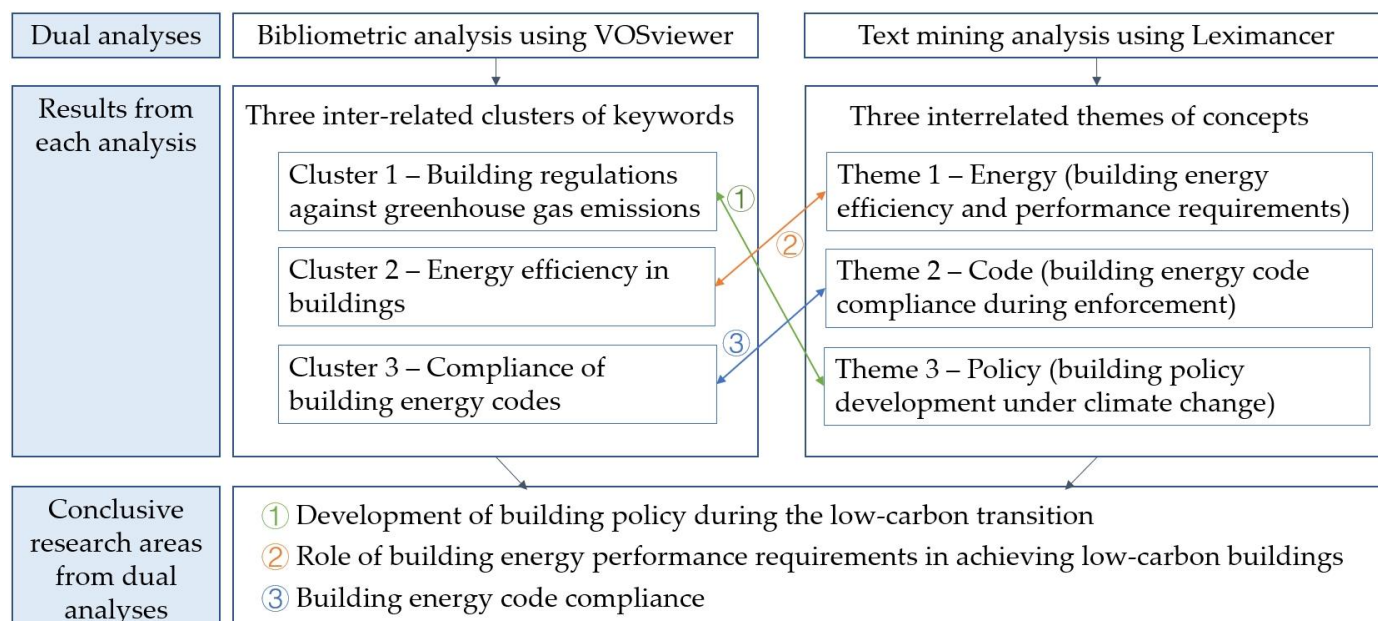 Dual analyses
Bibliometric analysis using VOSviewer
Text mining analysis using Leximancer
Results from
each analysis
Three inter-related clusters of keywords
Cluster 1 – Building regulations
against greenhouse gas emissions
Cluster 2 – Energy efficiency in
buildings
Cluster 3 – Compliance of
building energy codes
①
②
③
Three interrelated themes of concepts
Theme 1 – Energy (building energy
efficiency and performance requirements)
Theme 2 – Code (building energy code
compliance during enforcement)
Theme 3 – Policy (building policy
development under climate change)
Conclusive
research areas
from dual
analyses
① Development of building policy during the low-carbon transition
② Role of building energy performance requirements in achieving low-carbon buildings
③ Building energy code compliance